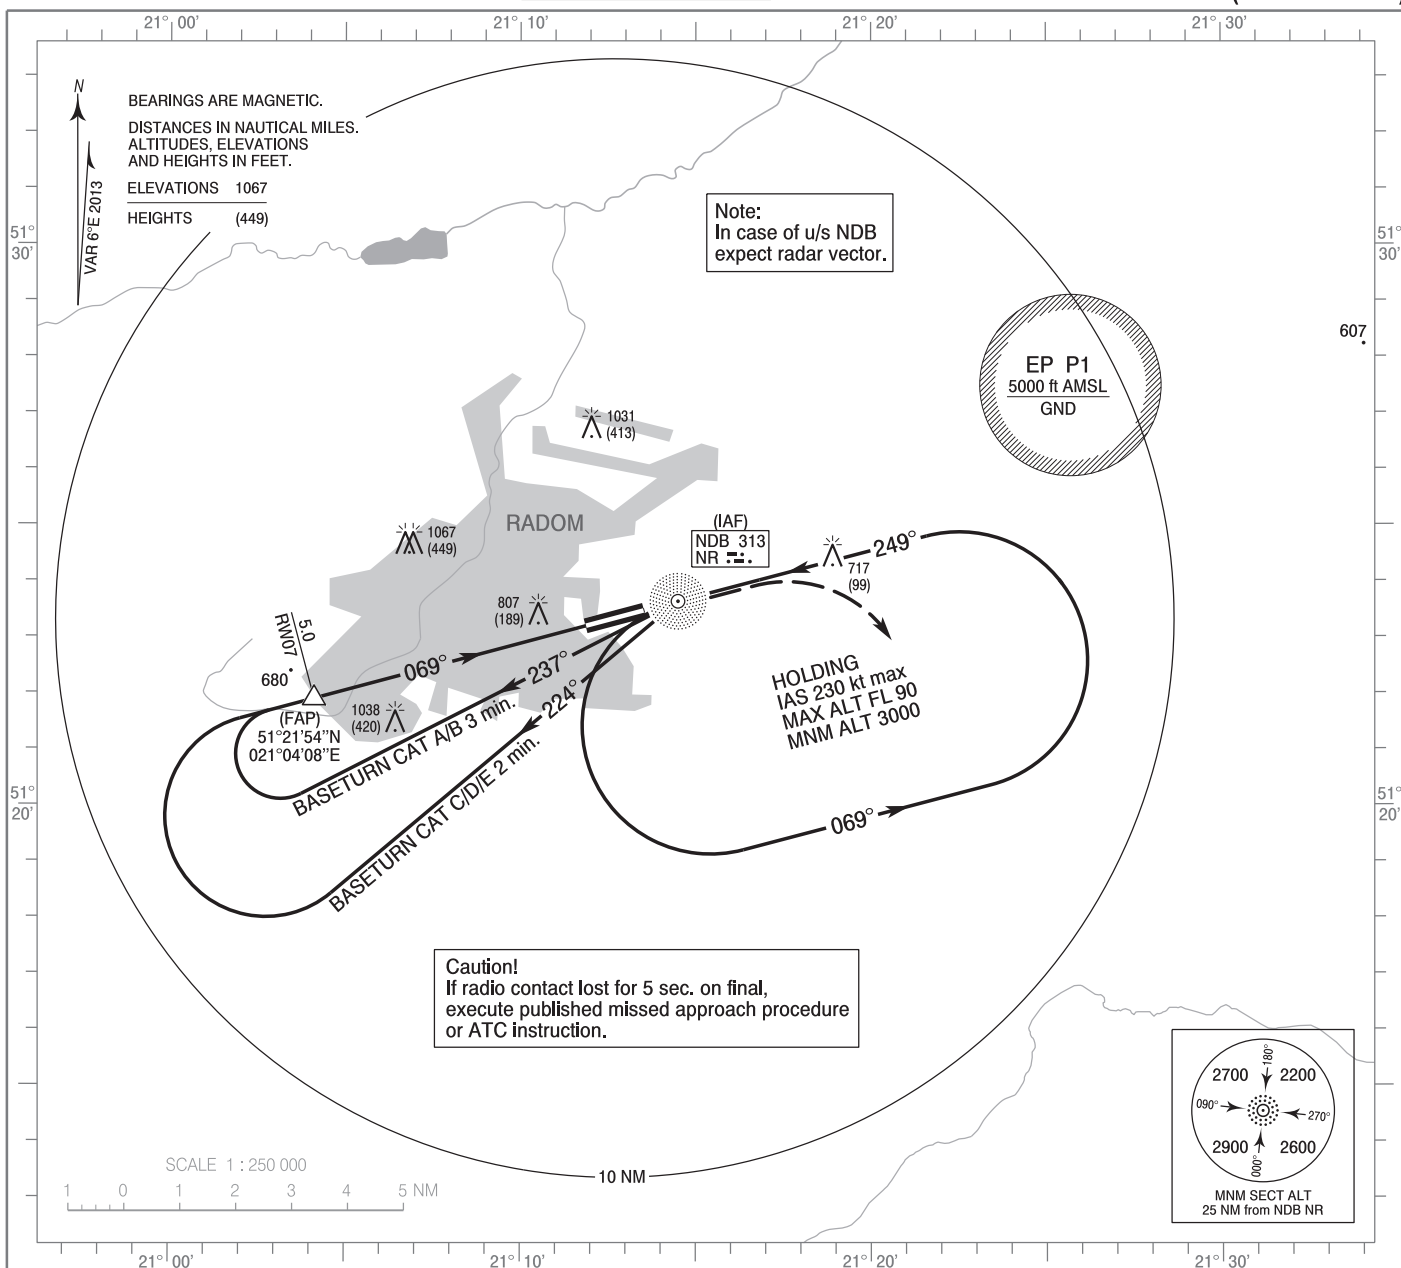 21° 00'
21° 10'
21° 20'
21° 30'
N
VAR 6°E 2013
BEARINGS ARE MAGNETIC.
DISTANCES IN NAUTICAL MILES.
ALTITUDES, ELEVATIONS
AND HEIGHTS IN FEET.
ELEVATIONS 1067
HEIGHTS (449)
51°
30'
51°
30'
Note:
In case of u/s NDB
expect radar vector.
607
EP P1
5000 ft AMSL
GND
1031
(413)
RADOM
1067
(449)
(IAF)
NDB 313
NR
249°
717
(99)
807
(189)
5.0
RW07
680
069°
237°
224°
(FAP)
51°21'54"N
021°04'08"E
1038
(420)
BASETURN CAT A/B 3 min.
BASETURN CAT C/D/E 2 min.
HOLDING
IAS 230 kt max
MAX ALT FL 90
MNM ALT 3000
069°
51°
20'
51°
20'
Caution!
If radio contact lost for 5 sec. on final,
execute published missed approach procedure
or ATC instruction.
180°
2700 2200
090°
270°
2900 2600
000°
MNM SECT ALT
25 NM from NDB NR
SCALE 1 : 250 000
1 0 1 2 3 4 5 NM
10 NM
21° 00'
21° 10'
21° 20'
21° 30'